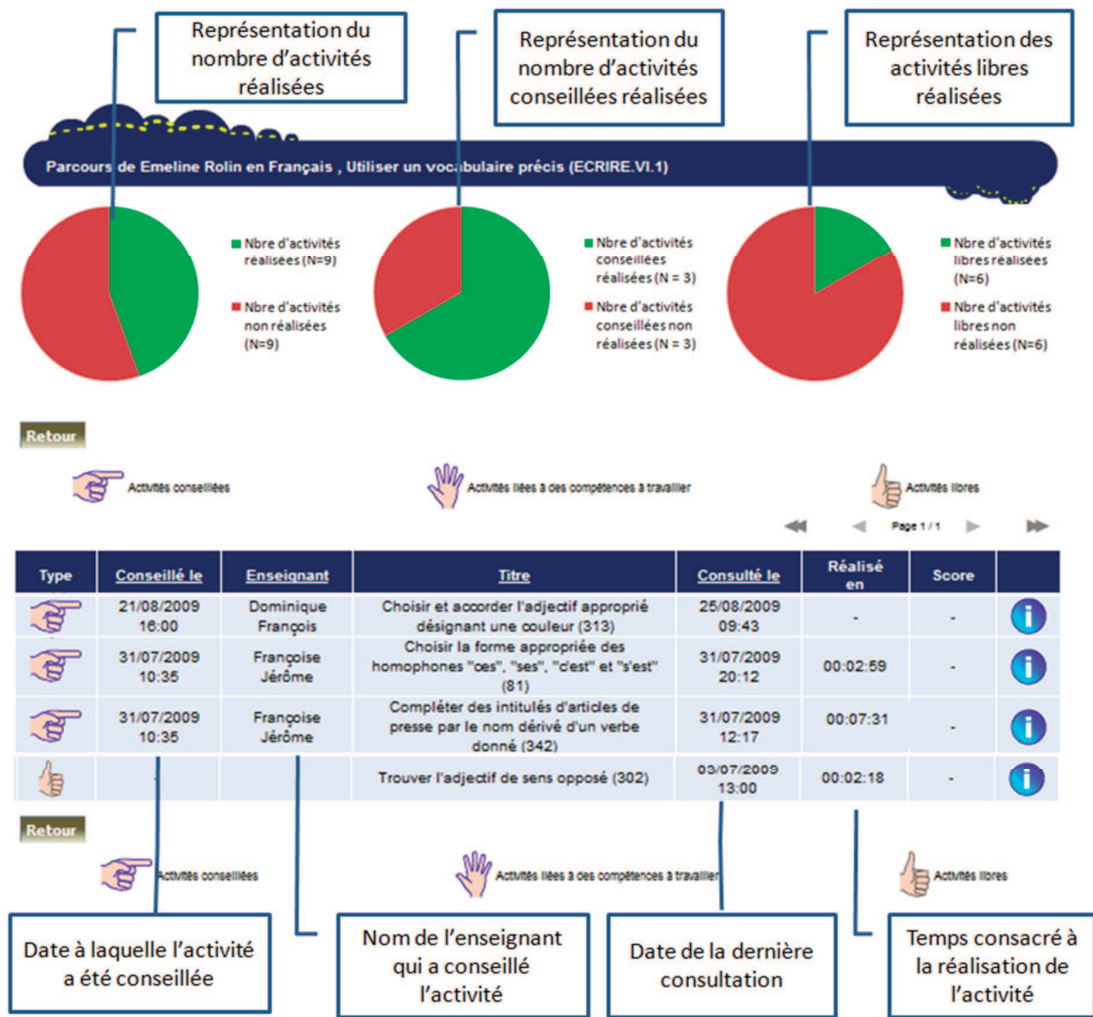 Représentation du
nombre d'activités
réalisées
Représentation du
nombre d'activités
conseillées réalisées
Représentation des
activités libres
réalisées
Parcours de Emeline Rolin en Français , Utiliser un vocabulaire précis (ECRIRE.VI.1)
Nbre d'activités
réalisées (N=9)
Nbre d'activités
non réalisées
(N=9)
Nbre d'activités
conseillées
réalisées (N = 3)
Nbre d'activités
conseillées non
réalisées (N = 3)
Nbre d'activités
libres réalisées
(N=6)
Nbre d'activités
libres non
réalisées (N=6)
Retour
Activités conseillées
Activités liées à des compétences à travailler
Activités libres
Page 1 / 1
Type Conseillé le Enseignant Titre Consulté le Réalisé en Score
21/08/2009 16:00 Dominique François Choisir et accorder l'adjectif approprié désignant une couleur (313) 25/08/2009 09:43 - - i
31/07/2009 10:35 Françoise Jérôme Choisir la forme appropriée des homophones "ces", "ses", "c'est" et "s'est" (81) 31/07/2009 20:12 00:02:59 - i
31/07/2009 10:35 Françoise Jérôme Compléter des intitulés d'articles de presse par le nom dérivé d'un verbe donné (342) 31/07/2009 12:17 00:07:31 - i
- Trouver l'adjectif de sens opposé (302) 03/07/2009 13:00 00:02:18 - i
Retour
Activités conseillées
Activités liées à des compétences à travailler
Activités libres
Date à laquelle l'activité
a été conseillée
Nom de l'enseignant
qui a conseillé
l'activité
Date de la dernière
consultation
Temps consacré à
la réalisation de
l'activité